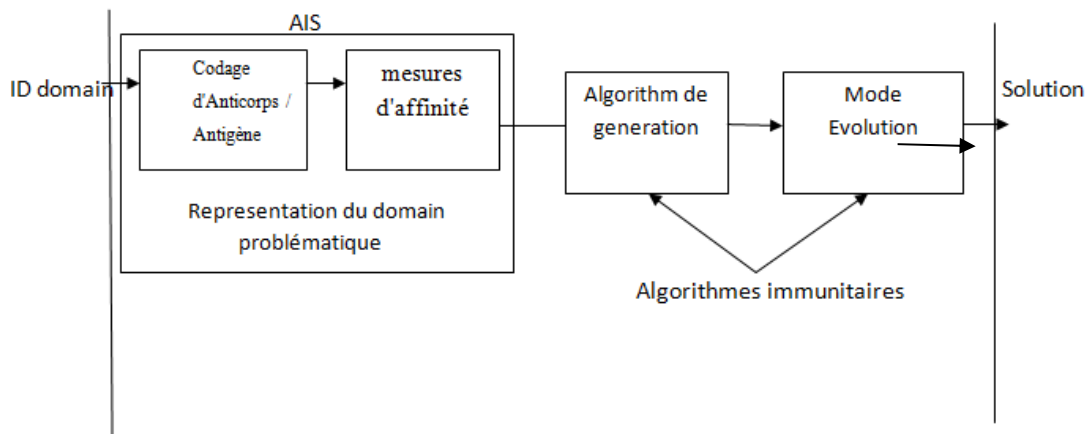 AIS
ID domain
Codage
d'Anticorps /
Antigène
mesures
d'affinité
Representation du domain
problématique
Algorithm de
generation
Mode
Evolution
Solution
Algorithmes immunitaires